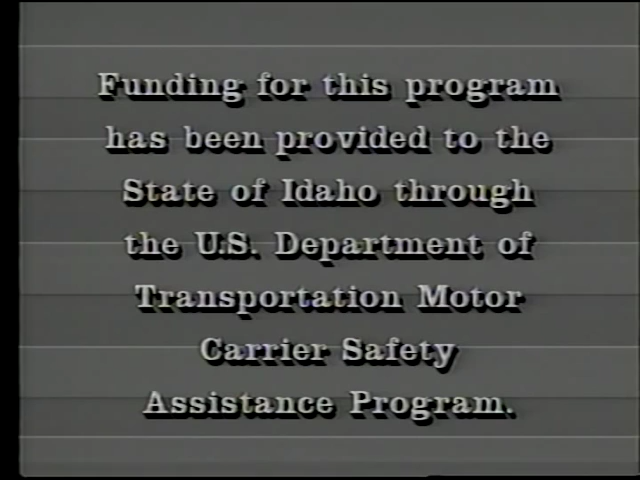 Funding for this program
has been provided to the
State of Idaho through
the U.S. Department of
Transportation Motor
Carrier Safety
Assistance Program.